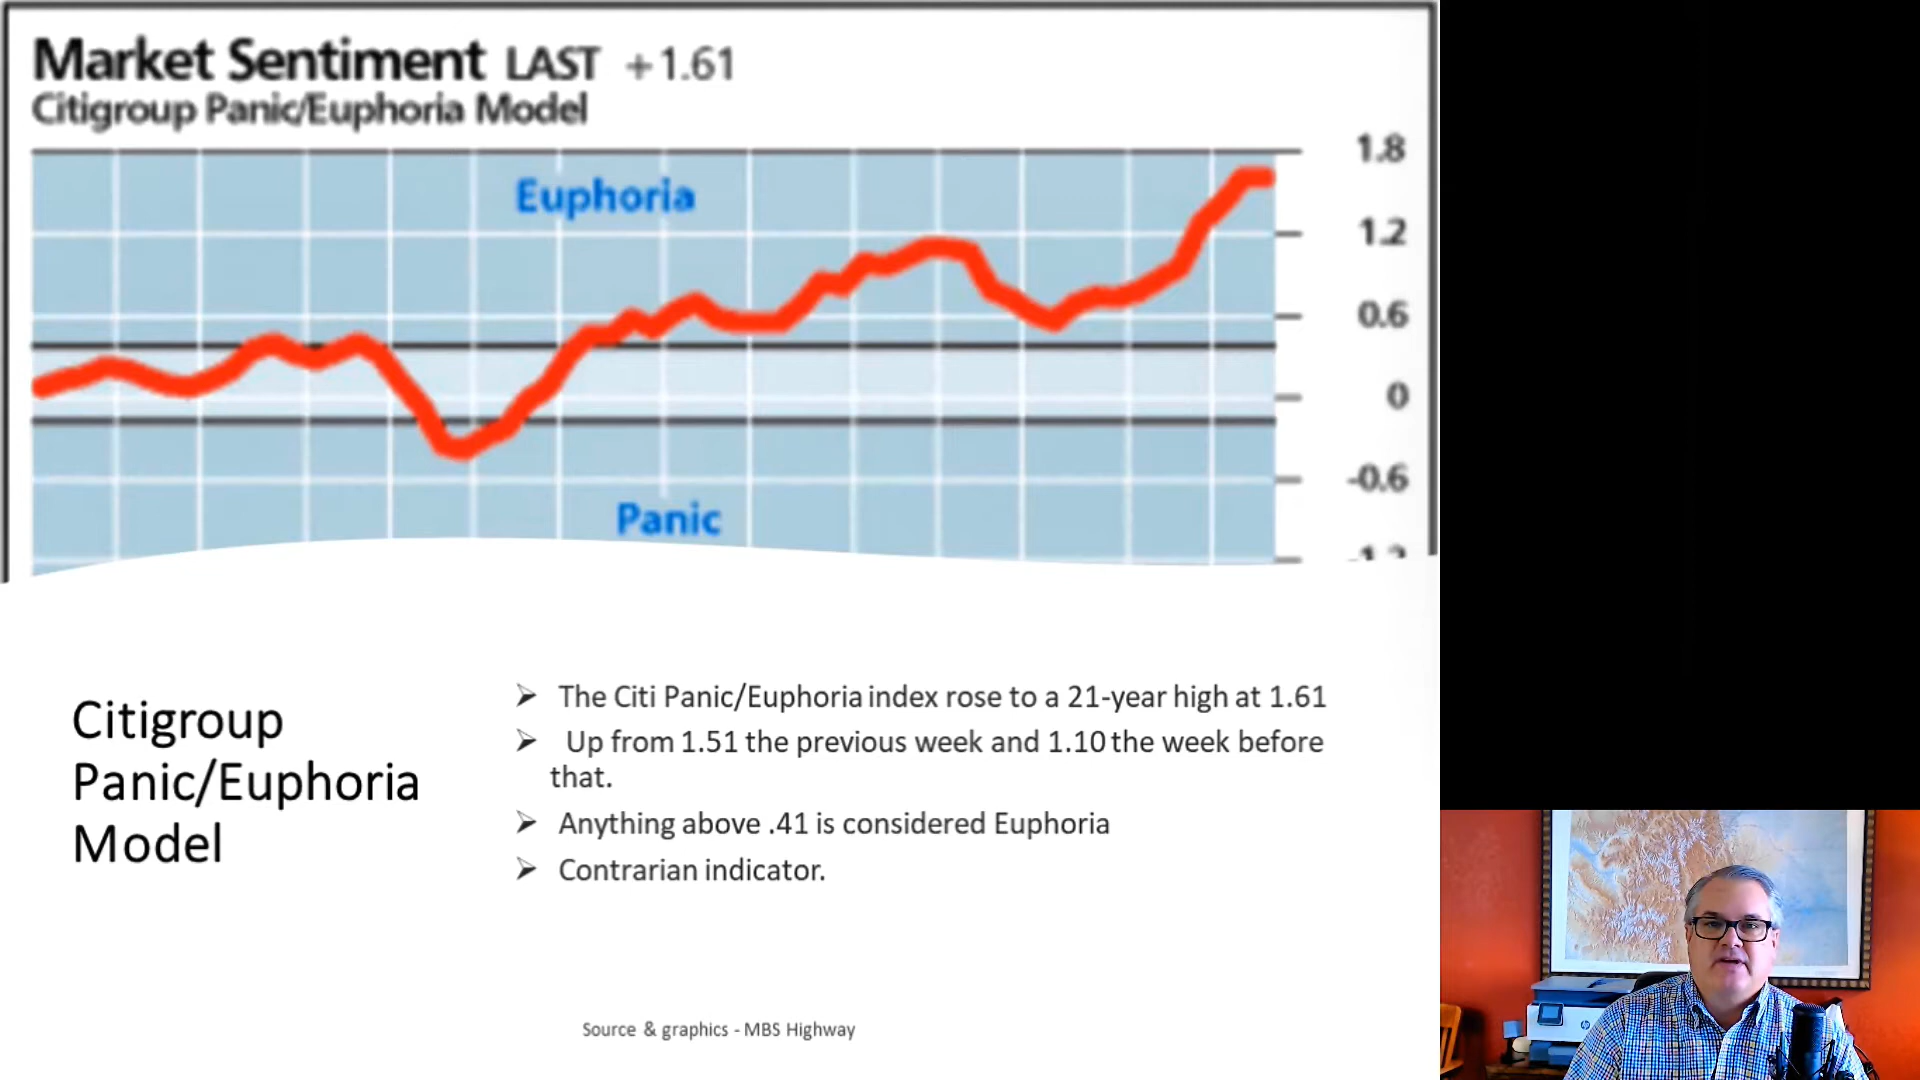 Market Sentiment LAST +1.61
Citigroup Panic/Euphoria Model
Euphoria
Panic
1.8
1.2
0.6
0
-0.6
-1.2
Citigroup
Panic/Euphoria
Model
➢ The Citi Panic/Euphoria index rose to a 21-year high at 1.61
➢ Up from 1.51 the previous week and 1.10 the week before
that.
➢ Anything above .41 is considered Euphoria
➢ Contrarian indicator.
Source & graphics - MBS Highway
hp